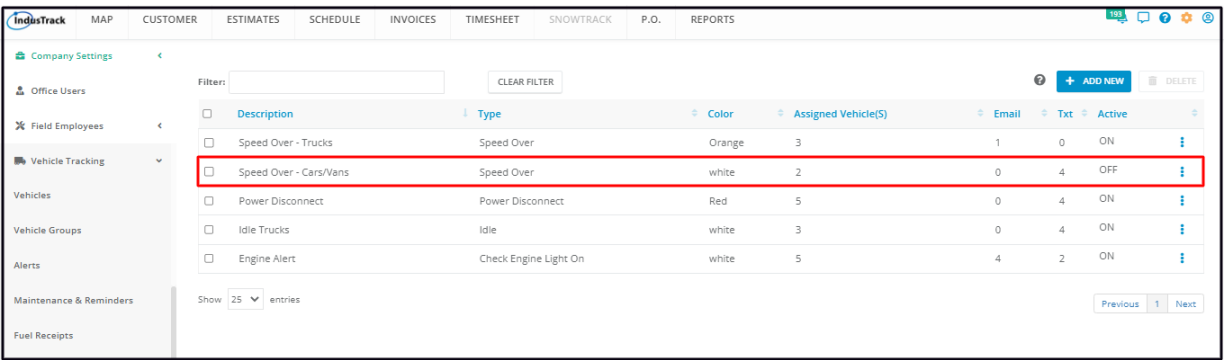 IndusTrack MAP CUSTOMER ESTIMATES SCHEDULE INVOICES TIMESHEET SNOWTRACK P.O. REPORTS 193
Company Settings
Office Users
Field Employees
Vehicle Tracking
Vehicles
Vehicle Groups
Alerts
Maintenance & Reminders
Fuel Receipts
Filter: CLEAR FILTER ? + ADD NEW DELETE
Description Type Color Assigned Vehicle(S) Email Txt Active
Speed Over - Trucks Speed Over Orange 3 1 0 ON
Speed Over - Cars/Vans Speed Over white 2 0 4 OFF
Power Disconnect Power Disconnect Red 5 0 4 ON
Idle Trucks Idle white 3 0 4 ON
Engine Alert Check Engine Light On white 5 4 2 ON
Show 25 entries Previous 1 Next